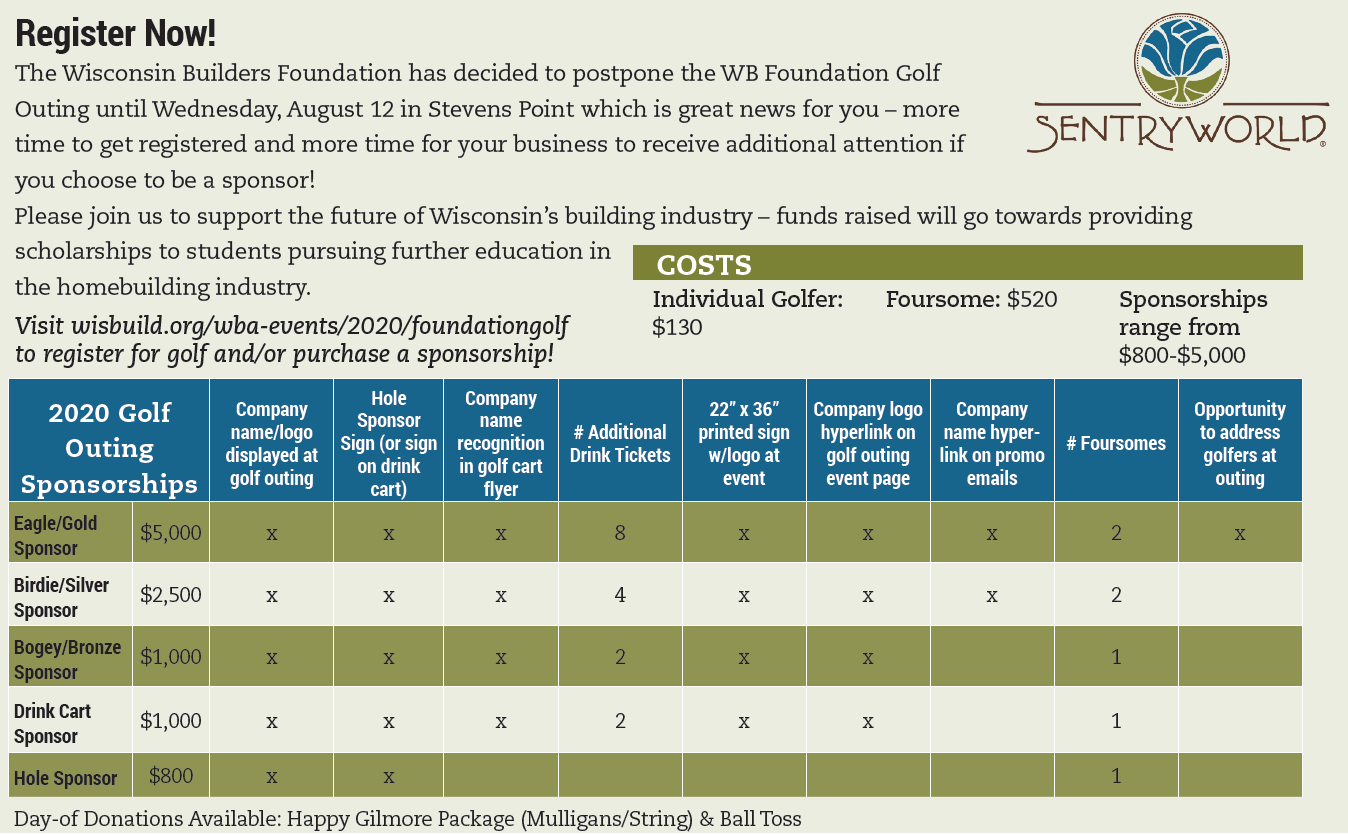 Register Now!
The Wisconsin Builders Foundation has decided to postpone the WB Foundation Golf
Outing until Wednesday, August 12 in Stevens Point which is great news for you – more
time to get registered and more time for your business to receive additional attention if
you choose to be a sponsor!
SENTRYWORLD®
Please join us to support the future of Wisconsin's building industry – funds raised will go towards providing
scholarships to students pursuing further education in
the homebuilding industry.
Visit wisbuild.org/wba-events/2020/foundationgolf
to register for golf and/or purchase a sponsorship!
COSTS
Individual Golfer:
$130
Foursome: $520
Sponsorships
range from
$800-$5,000
2020 Golf
Outing
Sponsorships
Company
name/logo
displayed at
golf outing
Hole
Sponsor
Sign (or sign
on drink
cart)
Company
name
recognition
in golf cart
flyer
# Additional
Drink Tickets
22” x 36”
printed sign
w/logo at
event
Company logo
hyperlink on
golf outing
event page
Company
name hyper-
link on promo
emails
# Foursomes
Opportunity
to address
golfers at
outing
Eagle/Gold
Sponsor
$5,000 x x x 8 x x x 2 x
Birdie/Silver
Sponsor
$2,500 x x x 4 x x x 2
Bogey/Bronze
Sponsor
$1,000 x x x 2 x x 1
Drink Cart
Sponsor
$1,000 x x x 2 x x 1
Hole Sponsor $800 x x 1
Day-of Donations Available: Happy Gilmore Package (Mulligans/String) & Ball Toss